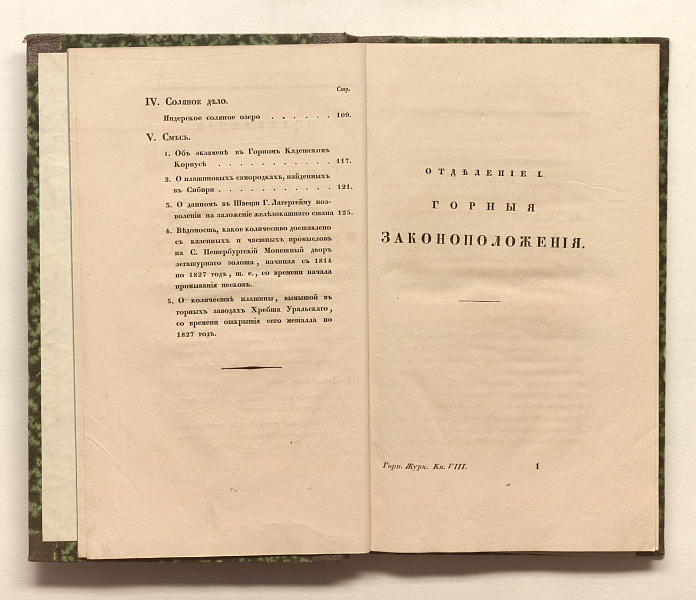 Стр.
IV. Соляное дѣло.
Индерское соляное озеро . . . . . . 109.
V. Смѣсь.
1. Объ экзаменѣ въ Горномъ Кадетскомъ
Корпусѣ . . . . . . . . . . . 117.
2. О платиновыхъ самородкахъ, найденныхъ
въ Сибири . . . . . . . . . . . 121.
3. О данномъ въ Швеціи Г. Лагергейму поз-
воленіи на заложеніе желѣзокатнаго стана 125.
4. Вѣдомость, какое количество доставлено
съ казенныхъ и частныхъ промысловъ
на С. Петербургскій Монетный дворъ
легатурнаго золота, начиная съ 1814
по 1827 годъ, т. е., со времени начала
промыванія песковъ.
5. О количествѣ платины, вымытой въ
горныхъ заводахъ Хребта Уральскаго,
со времени открытія сего металла по
1827 годъ.
ОТДѢЛЕНІЕ I.
ГОРНЫЯ
ЗАКОНОПОЛОЖЕНІЯ.
Горн. Журн. Кн. VIII. 1